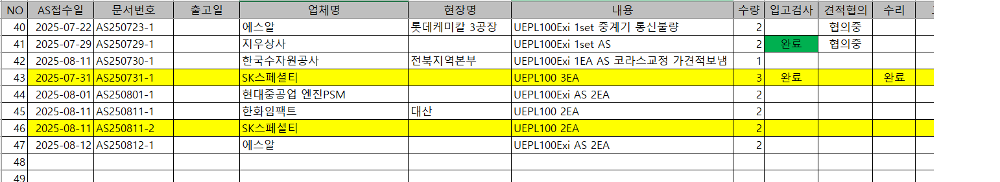 NO AS접수일 문서번호 출고일 업체명 현장명 내용 수량 입고검사 견적협의 수리
40 2025-07-22 AS250723-1 에스알 롯데케미칼 3공장 UEPL100Exi 1set 중계기 통신불량 2 협의중
41 2025-07-29 AS250729-1 지우상사 UEPL100Exi 1set AS 2 완료 협의중
42 2025-08-11 AS250730-1 한국수자원공사 전북지역본부 UEPL100Exi 1EA AS 코라스교정 가견적보냄 1
43 2025-07-31 AS250731-1 SK스페셜티 UEPL100 3EA 3 완료 완료
44 2025-08-01 AS250801-1 현대중공업 엔진PSM UEPL100Exi AS 2EA 2
45 2025-08-11 AS250811-1 한화임팩트 대산 UEPL100 2EA 2
46 2025-08-11 AS250811-2 SK스페셜티 UEPL100 2EA 2
47 2025-08-12 AS250812-1 에스알 UEPL100Exi AS 2EA 2
48
49